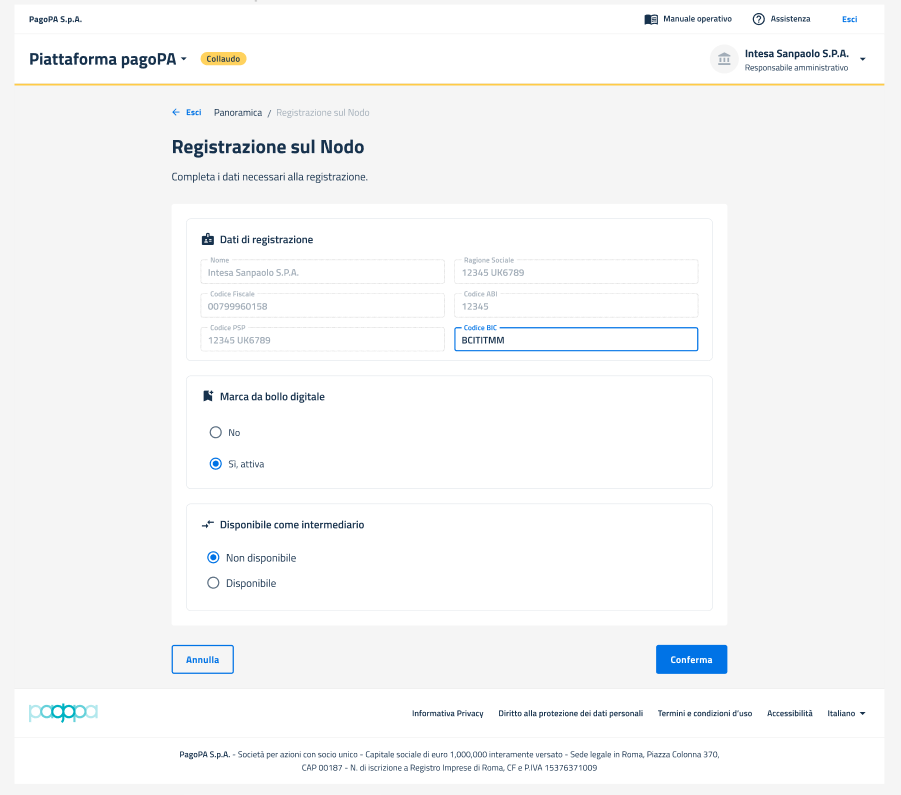 PagoPA S.p.A.
Manuale operativo
Assistenza
Esci
Piattaforma pagoPA
Collaudo
Intesa Sanpaolo S.P.A.
Responsabile amministrativo
Esci
Panoramica / Registrazione sul Nodo
Registrazione sul Nodo
Completa i dati necessari alla registrazione.
Dati di registrazione
Nome
Intesa Sanpaolo S.P.A.
Ragione Sociale
12345 UK6789
Codice Fiscale
00799960158
Codice ABI
12345
Codice PSP
12345 UK6789
Codice BIC
BCITITMM
Marca da bollo digitale
No
Sì, attiva
Disponibile come intermediario
Non disponibile
Disponibile
Annulla
Conferma
pagopa
Informativa Privacy
Diritto alla protezione dei dati personali
Termini e condizioni d'uso
Accessibilità
Italiano
PagoPA S.p.A. - Società per azioni con socio unico - Capitale sociale di euro 1,000,000 interamente versato - Sede legale in Roma, Piazza Colonna 370,
CAP 00187 - N. di iscrizione a Registro Imprese di Roma, CF e P.IVA 15376371009